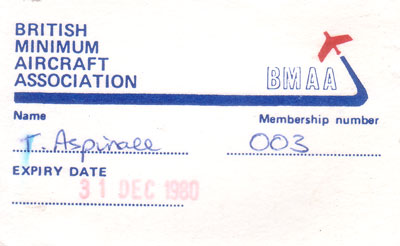 BRITISH
MINIMUM
AIRCRAFT
ASSOCIATION
BMAA
Name Membership number
T. Aspinall 003
EXPIRY DATE
31 DEC 1980